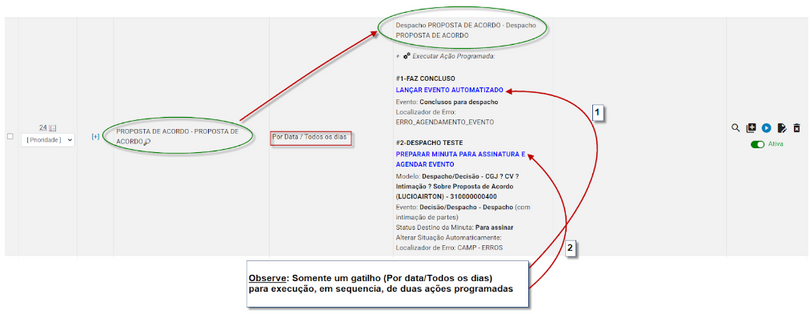 24
[ Prioridade ]
[+]
PROPOSTA DE ACORDO - PROPOSTA DE
ACORDO
Por Data / Todos os dias
Despacho PROPOSTA DE ACORDO - Despacho
PROPOSTA DE ACORDO
+ Executar Ação Programada:
#1-FAZ CONCLUSO
LANÇAR EVENTO AUTOMATIZADO
Evento: Conclusos para despacho
Localizador de Erro:
ERRO_AGENDAMENTO_EVENTO
#2-DESPACHO TESTE
PREPARAR MINUTA PARA ASSINATURA E
AGENDAR EVENTO
Modelo: Despacho/Decisão - CGJ ? CV ?
Intimação ? Sobre Proposta de Acordo
(LUCIOAIRTON) - 310000000400
Evento: Decisão/Despacho - Despacho (com
intimação de partes)
Status Destino da Minuta: Para assinar
Alterar Situação Automaticamente:
Localizador de Erro: CAMP - ERROS
1
2
Ativa
Observe: Somente um gatilho (Por data/Todos os dias)
para execução, em sequencia, de duas ações programadas